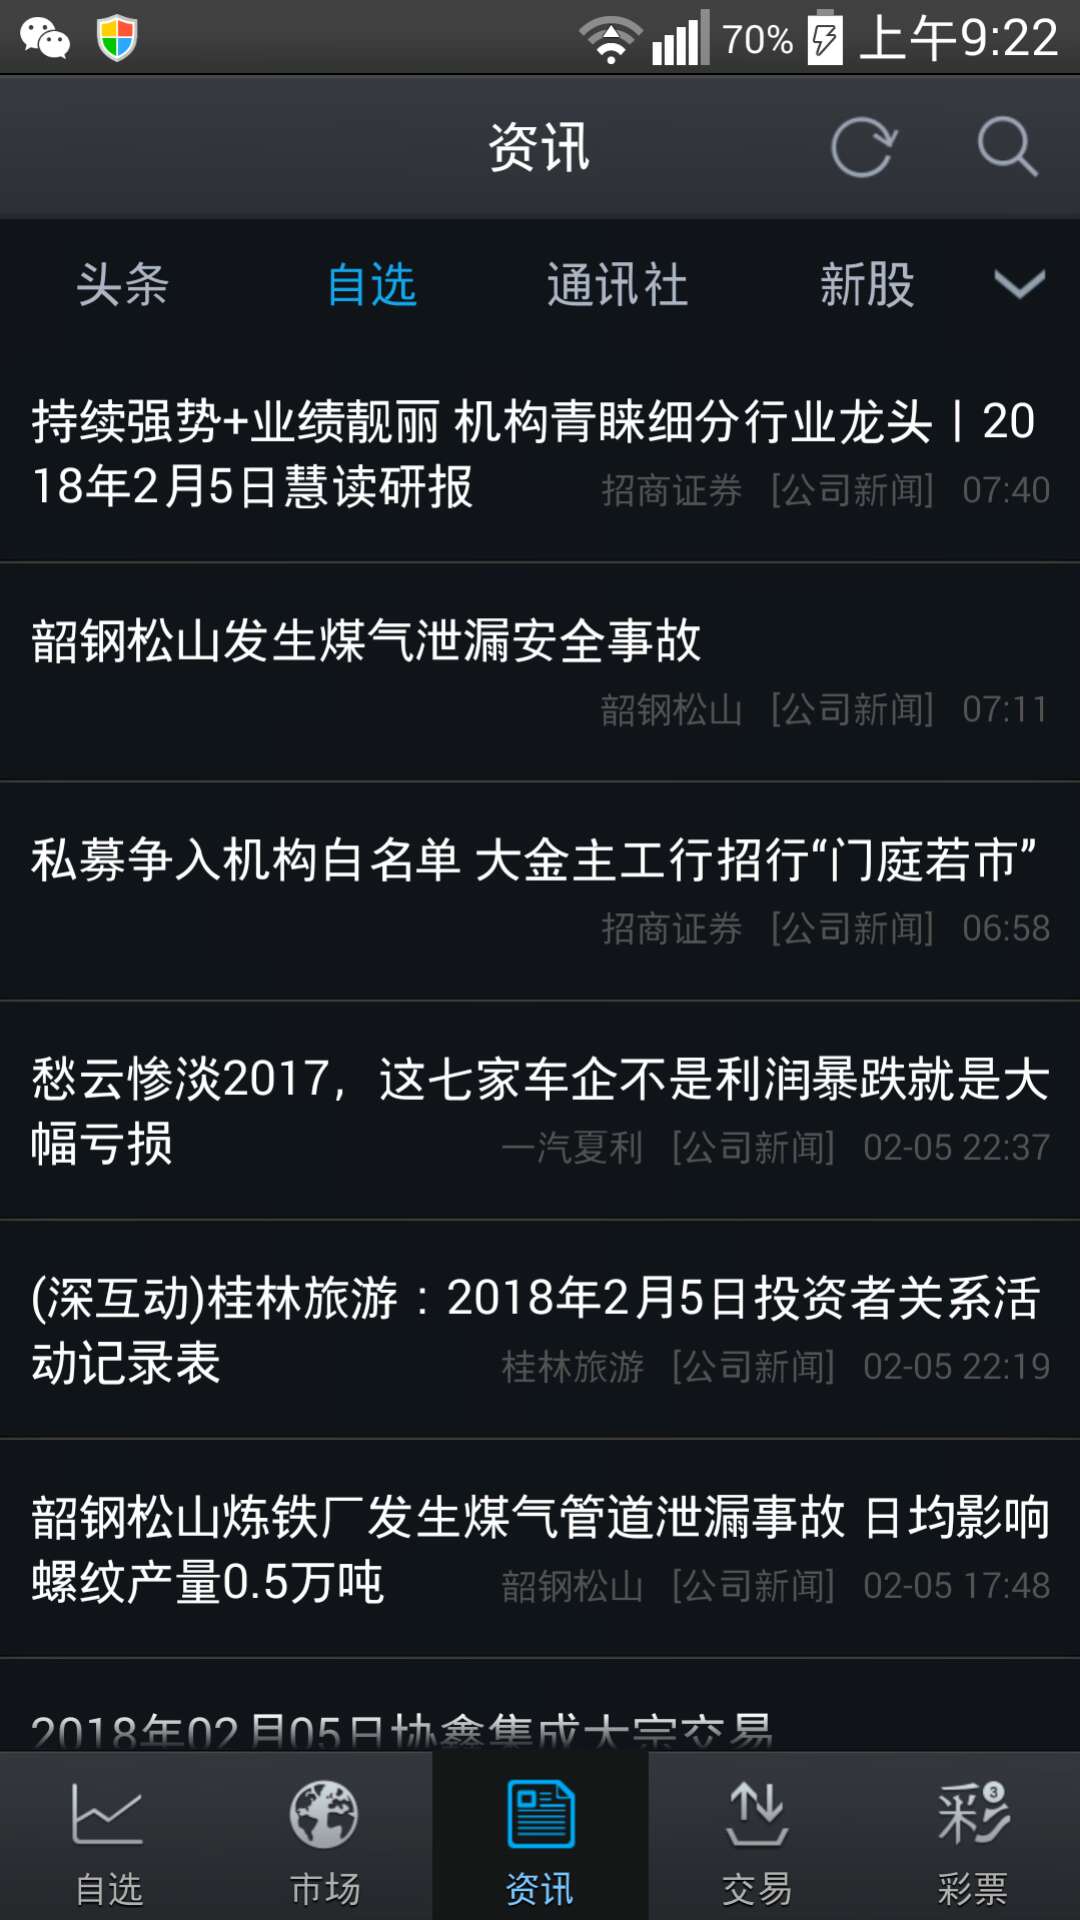 70% 上午9:22
资讯
头条 自选 通讯社 新股
持续强势+业绩靓丽 机构青睐细分行业龙头丨20
18年2月5日慧读研报 招商证券 [公司新闻] 07:40
韶钢松山发生煤气泄漏安全事故
韶钢松山 [公司新闻] 07:11
私募争入机构白名单 大金主工行招行“门庭若市”
招商证券 [公司新闻] 06:58
愁云惨淡2017，这七家车企不是利润暴跌就是大
幅亏损 一汽夏利 [公司新闻] 02-05 22:37
(深互动)桂林旅游：2018年2月5日投资者关系活
动记录表 桂林旅游 [公司新闻] 02-05 22:19
韶钢松山炼铁厂发生煤气管道泄漏事故 日均影响
螺纹产量0.5万吨 韶钢松山 [公司新闻] 02-05 17:48
2018年02月05日协鑫集成大宗交易
彩3
自选 市场 资讯 交易 彩票